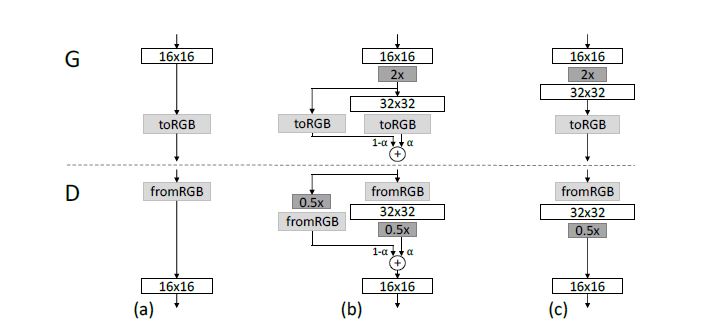 G
16x16
16x16
16x16
2x
2x
32x32
32x32
toRGB
toRGB
toRGB
toRGB
1-α
α
+
D
fromRGB
fromRGB
fromRGB
0.5x
32x32
32x32
fromRGB
0.5x
0.5x
1-α
α
+
16x16
16x16
16x16
(a)
(b)
(c)